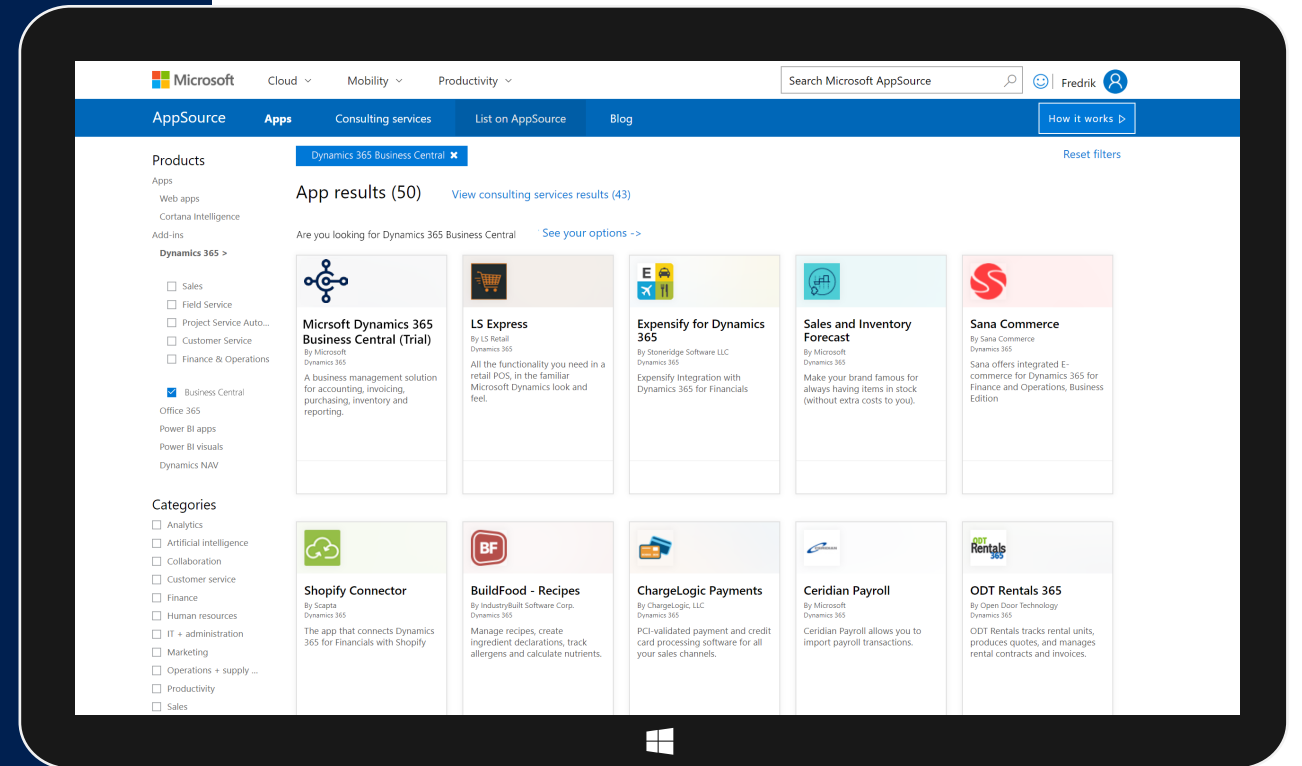 Microsoft
Cloud
Mobility
Productivity
Search Microsoft AppSource
Fredrik
AppSource
Apps
Consulting services
List on AppSource
Blog
How it works
Products
Apps
Web apps
Cortana Intelligence
Add-ins
Dynamics 365 >
Sales
Field Service
Project Service Auto...
Customer Service
Finance & Operations
Business Central
Office 365
Power BI apps
Power BI visuals
Dynamics NAV
Categories
Analytics
Artificial intelligence
Collaboration
Customer service
Finance
Human resources
IT + administration
Marketing
Operations + supply ...
Productivity
Sales
Dynamics 365 Business Central
Reset filters
App results (50)
View consulting services results (43)
Are you looking for Dynamics 365 Business Central
See your options ->
Micrsoft Dynamics 365
Business Central (Trial)
By Microsoft
Dynamics 365
A business management solution
for accounting, invoicing,
purchasing, inventory and
reporting.
LS Express
By LS Retail
Dynamics 365
All the functionality you need in a
retail POS, in the familiar
Microsoft Dynamics look and
feel.
E
Expensify for Dynamics
365
By Stoneridge Software LLC
Dynamics 365
Expensify Integration with
Dynamics 365 for Financials
Sales and Inventory
Forecast
By Microsoft
Dynamics 365
Make your brand famous for
always having items in stock
(without extra costs to you).
Sana Commerce
By Sana Commerce
Dynamics 365
Sana offers integrated E-
commerce for Dynamics 365 for
Finance and Operations, Business
Edition
Shopify Connector
By Scapta
Dynamics 365
The app that connects Dynamics
365 for Financials with Shopify
BF
BuildFood - Recipes
By IndustryBuilt Software Corp.
Dynamics 365
Manage recipes, create
ingredient declarations, track
allergens and calculate nutrients.
ChargeLogic Payments
By ChargeLogic, LLC
Dynamics 365
PCI-validated payment and credit
card processing software for all
your sales channels.
CERIDIAN
Ceridian Payroll
By Microsoft
Dynamics 365
Ceridian Payroll allows you to
import payroll transactions.
ODT
Rentals
365
ODT Rentals 365
By Open Door Technology
Dynamics 365
ODT Rentals tracks rental units,
produces quotes, and manages
rental contracts and invoices.